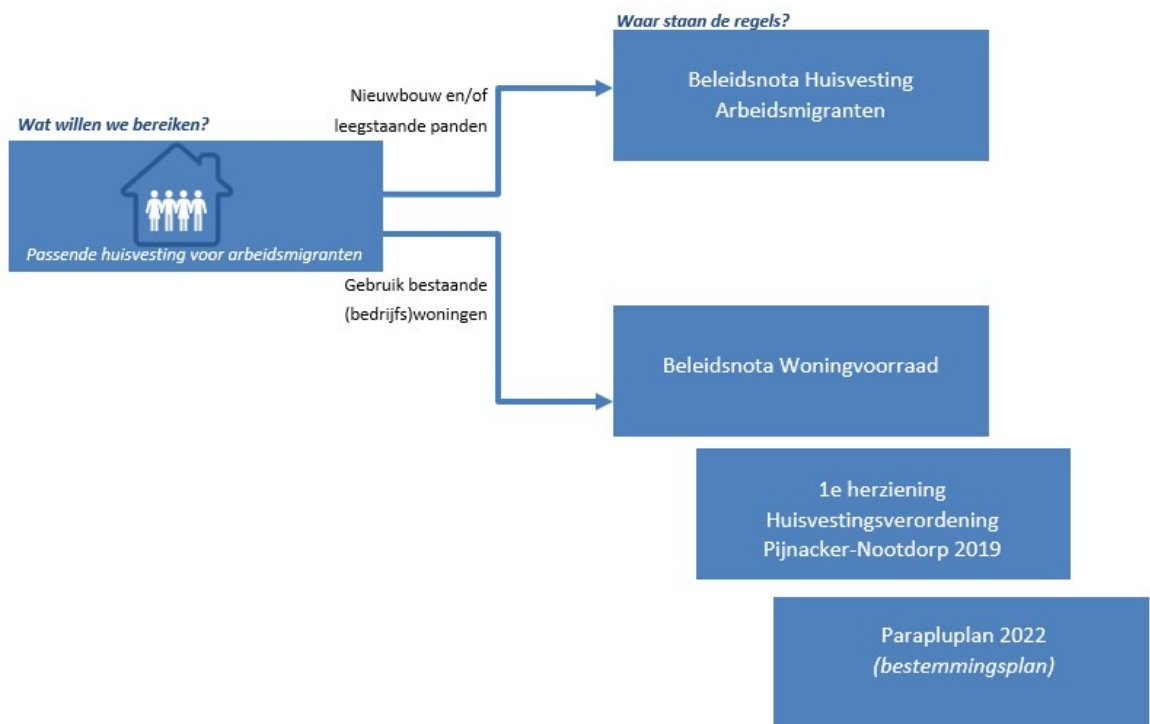 Waar staan de regels?
Beleidsnota Huisvesting
Arbeidsmigranten
Nieuwbouw en/of
leegstaande panden
Wat willen we bereiken?
Passende huisvesting voor arbeidsmigranten
Gebruik bestaande
(bedrijfs)woningen
Beleidsnota Woningvoorraad
1e herziening
Huisvestingsverordening
Pijnacker-Nootdorp 2019
Parapluplan 2022
(bestemmingsplan)